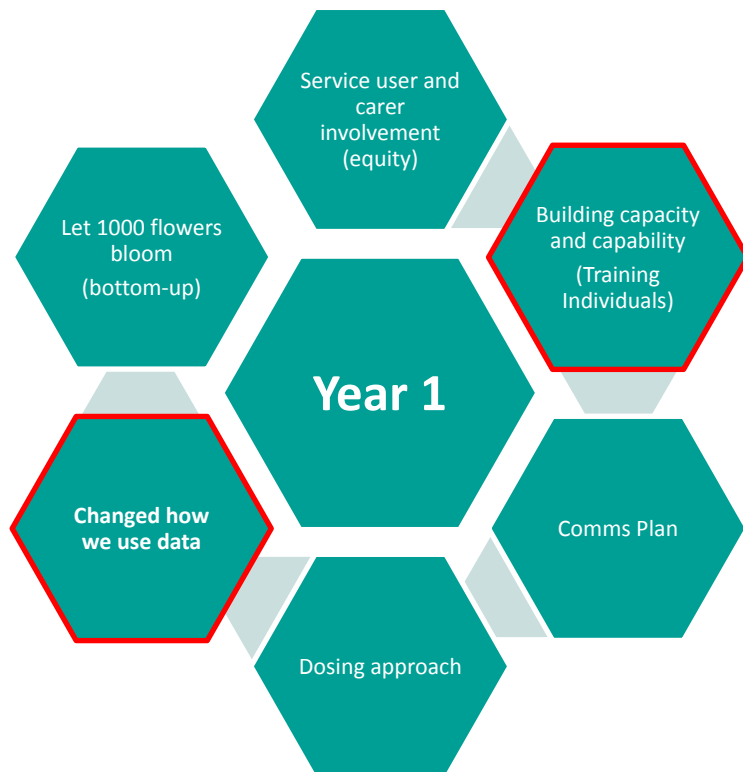 Service user and
carer
involvement
(equity)
Building capacity
and capability
(Training
Individuals)
Let 1000 flowers
bloom
(bottom-up)
Year 1
Changed how
we use data
Comms Plan
Dosing approach